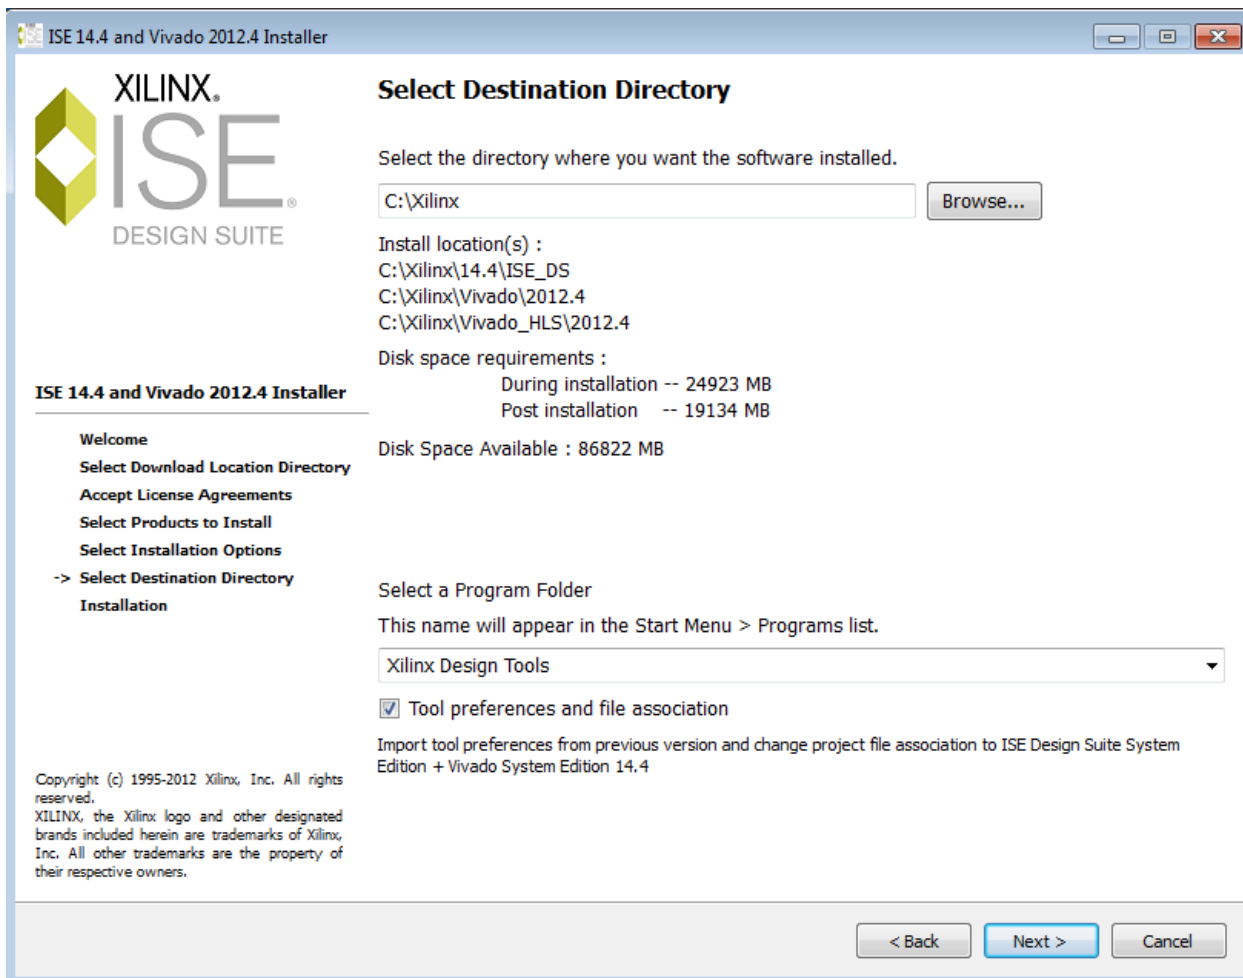 ISE 14.4 and Vivado 2012.4 Installer
XILINX®
ISE®
DESIGN SUITE
ISE 14.4 and Vivado 2012.4 Installer
Welcome
Select Download Location Directory
Accept License Agreements
Select Products to Install
Select Installation Options
-> Select Destination Directory
Installation
Copyright (c) 1995-2012 Xilinx, Inc. All rights
reserved.
XILINX, the Xilinx logo and other designated
brands included herein are trademarks of Xilinx,
Inc. All other trademarks are the property of
their respective owners.
Select Destination Directory
Select the directory where you want the software installed.
C:\Xilinx
Browse...
Install location(s) :
C:\Xilinx\14.4\ISE_DS
C:\Xilinx\Vivado\2012.4
C:\Xilinx\Vivado_HLS\2012.4
Disk space requirements :
During installation -- 24923 MB
Post installation -- 19134 MB
Disk Space Available : 86822 MB
Select a Program Folder
This name will appear in the Start Menu > Programs list.
Xilinx Design Tools
Tool preferences and file association
Import tool preferences from previous version and change project file association to ISE Design Suite System
Edition + Vivado System Edition 14.4
< Back
Next >
Cancel